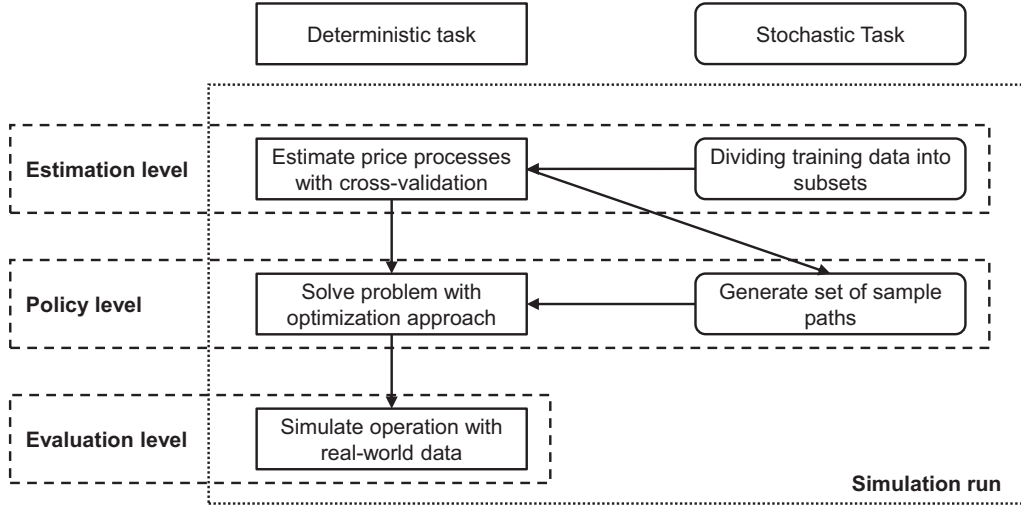 Deterministic task
Stochastic Task
Estimation level
Estimate price processes
with cross-validation
Dividing training data into
subsets
Policy level
Solve problem with
optimization approach
Generate set of sample
paths
Evaluation level
Simulate operation with
real-world data
Simulation run